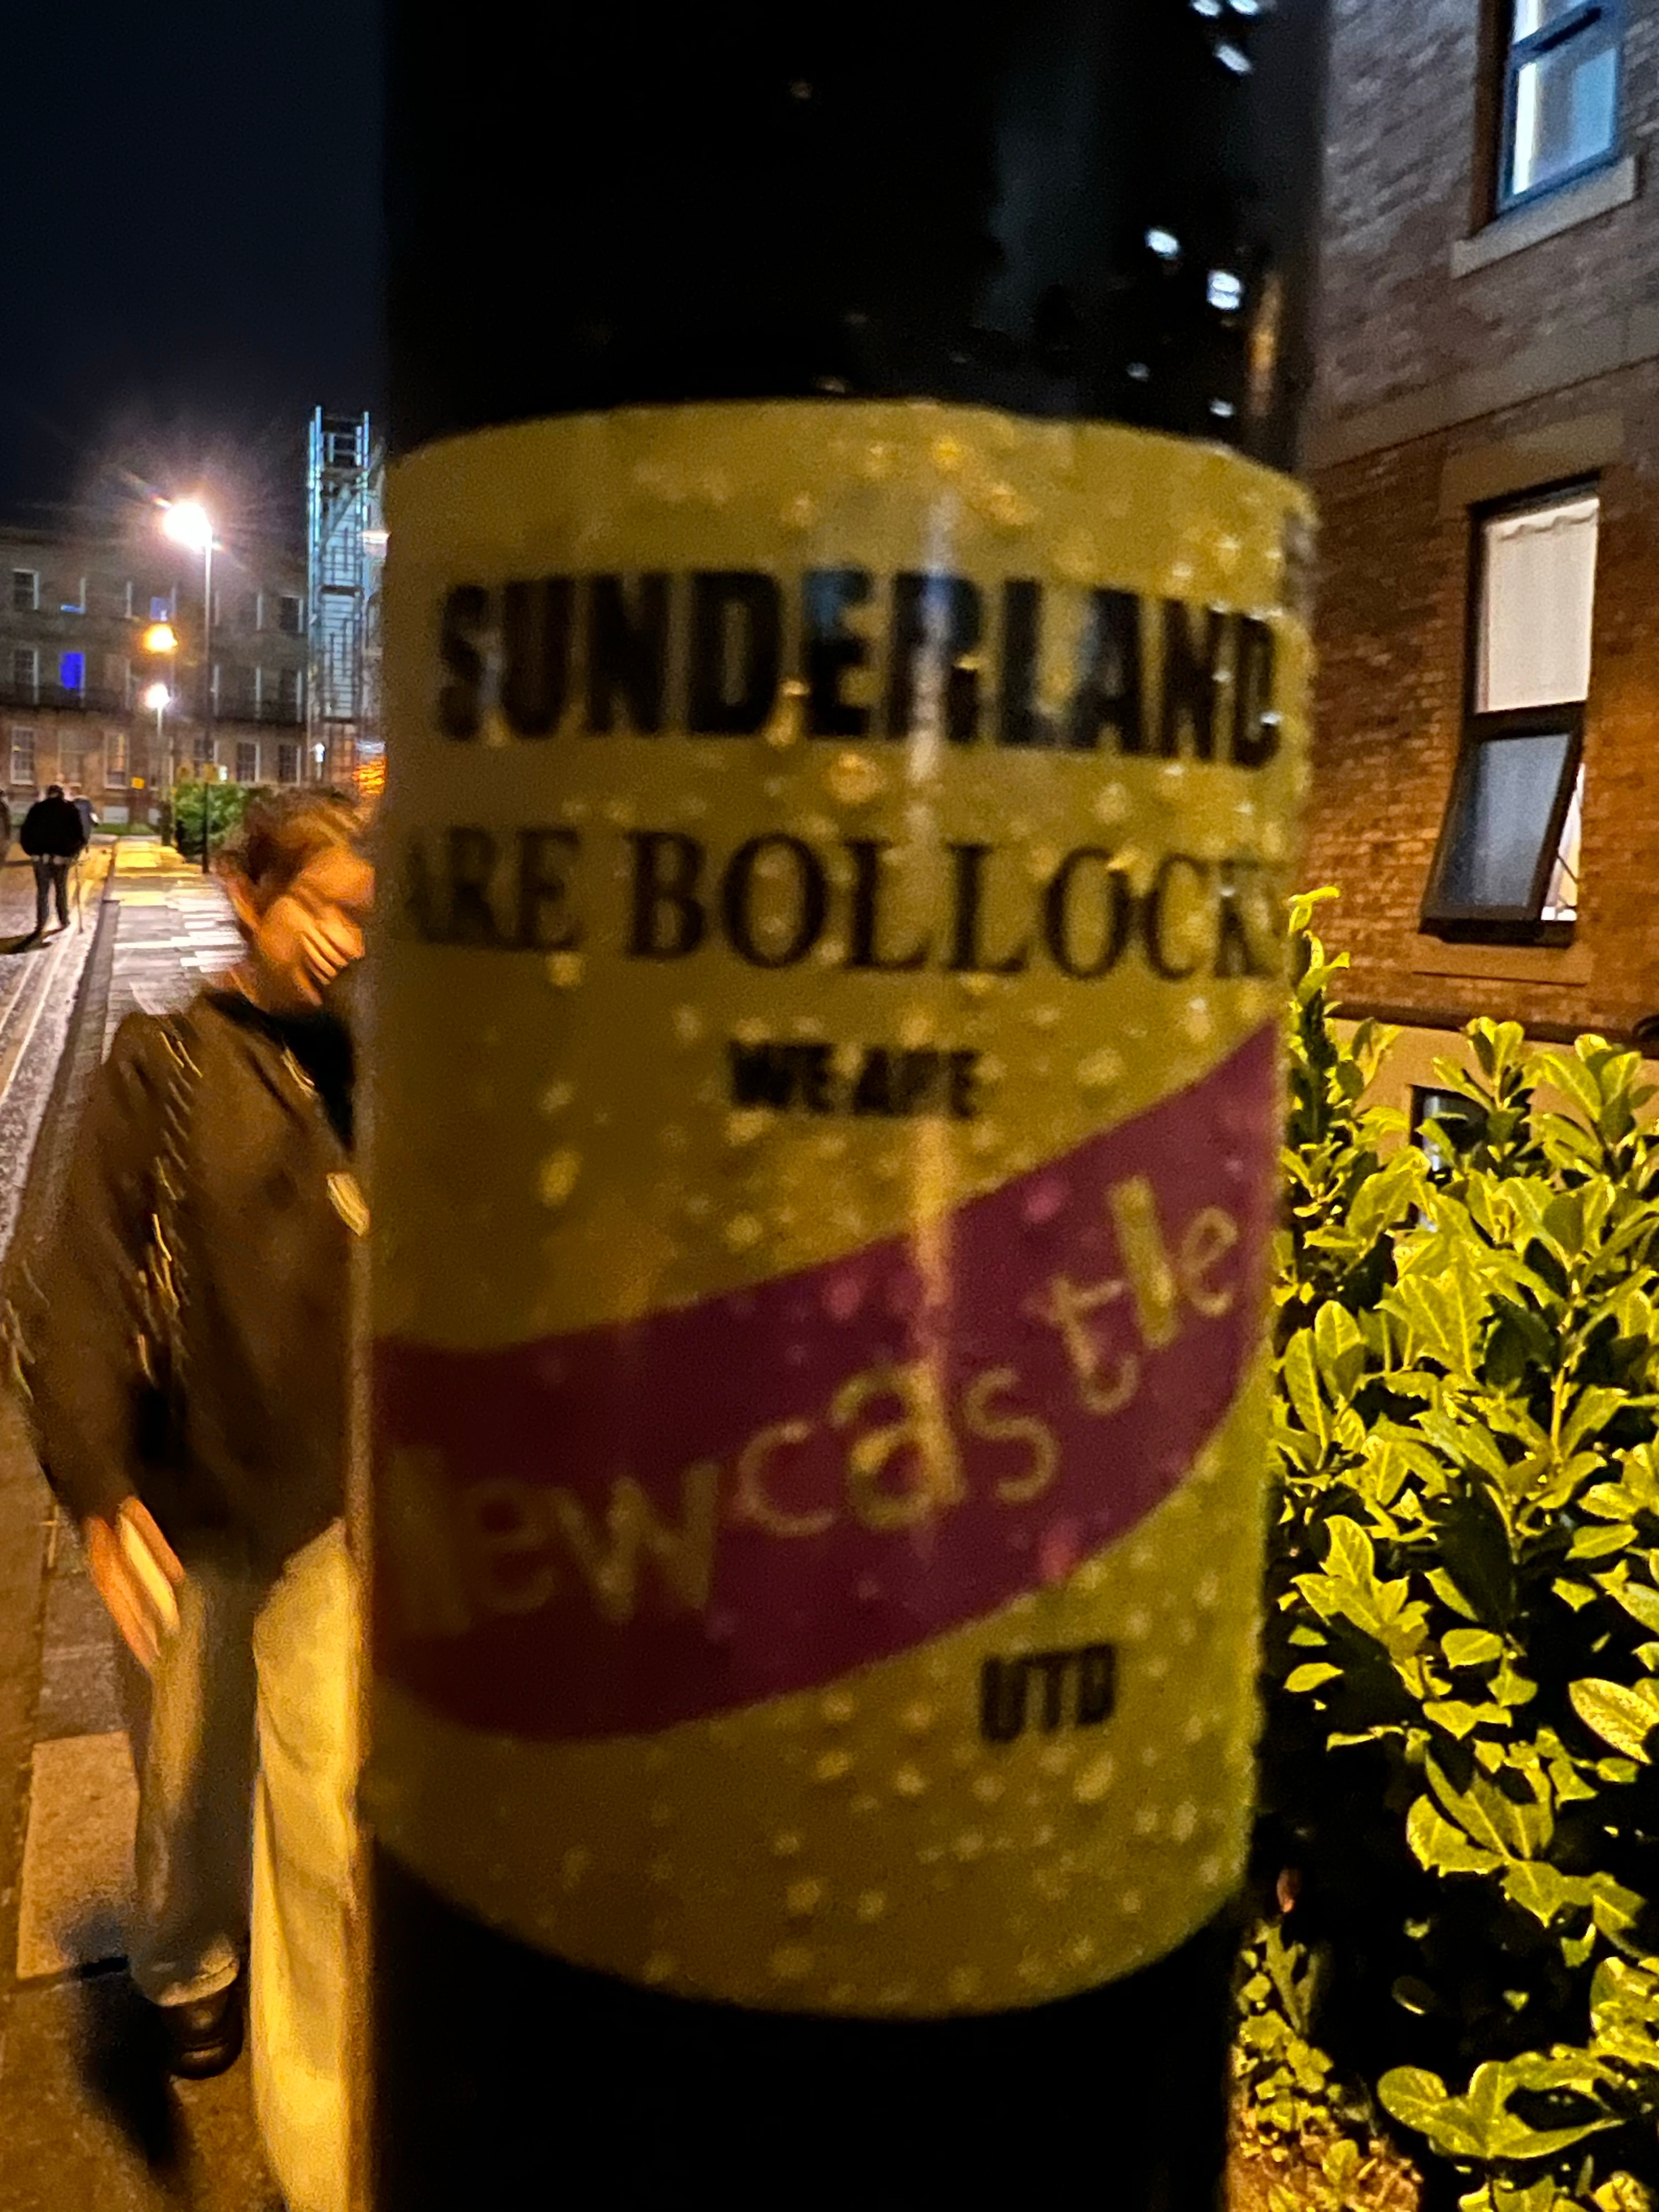 SUNDERLAND
ARE BOLLOCKS
WE ARE
Newcastle
UTD